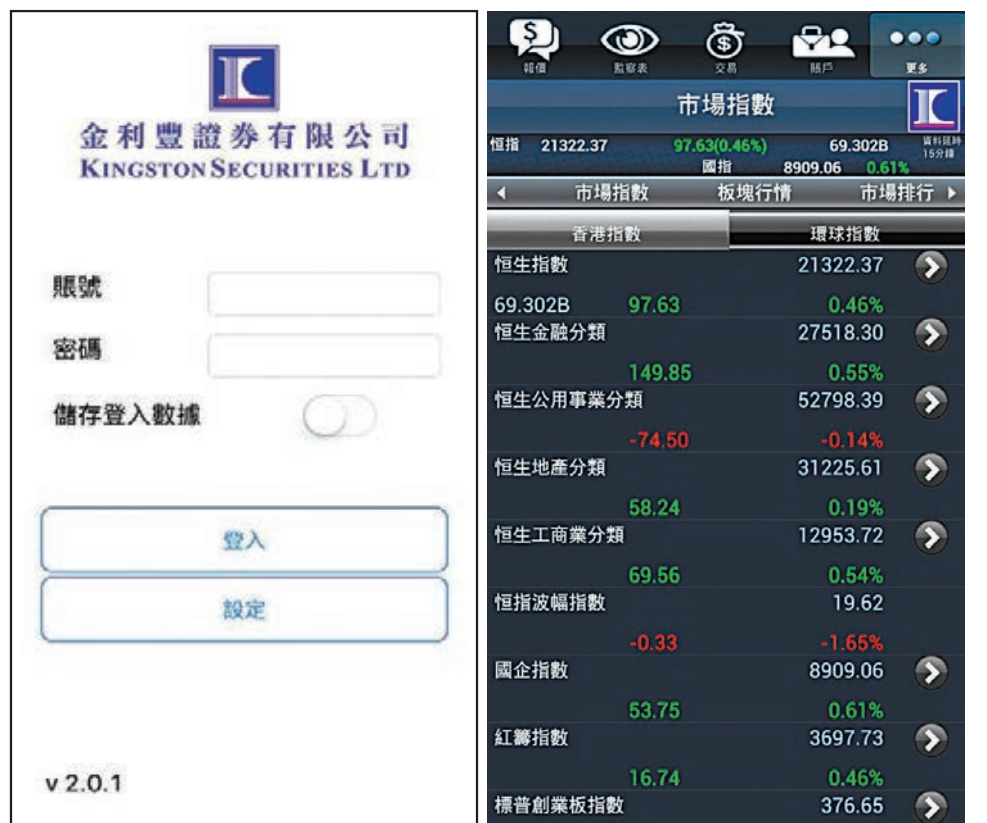 金利豐證券有限公司
KINGSTON SECURITIES LTD
賬號
密碼
儲存登入數據
登入
設定
v 2.0.1
報價 監察表 交易 賬戶 更多
市場指數
恒指 21322.37 97.63(0.46%) 69.302B 資料延時
15分鐘
國指 8909.06 0.61%
市場指數 板塊行情 市場排行
香港指數 環球指數
恒生指數 21322.37
69.302B 97.63 0.46%
恒生金融分類 27518.30
149.85 0.55%
恒生公用事業分類 52798.39
-74.50 -0.14%
恒生地產分類 31225.61
58.24 0.19%
恒生工商業分類 12953.72
69.56 0.54%
恒指波幅指數 19.62
-0.33 -1.65%
國企指數 8909.06
53.75 0.61%
紅籌指數 3697.73
16.74 0.46%
標普創業板指數 376.65